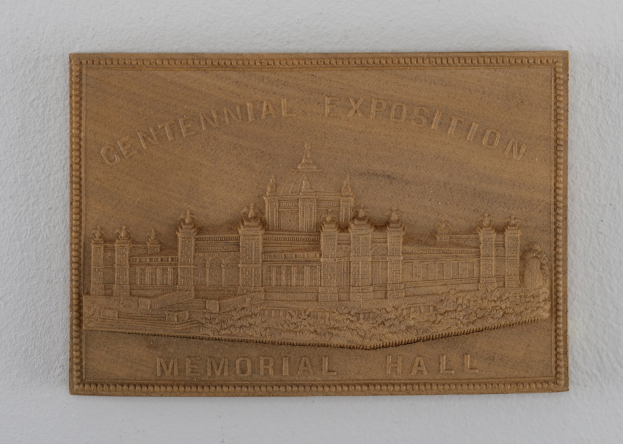 CENTENNIAL EXPOSITION
MEMORIAL HALL